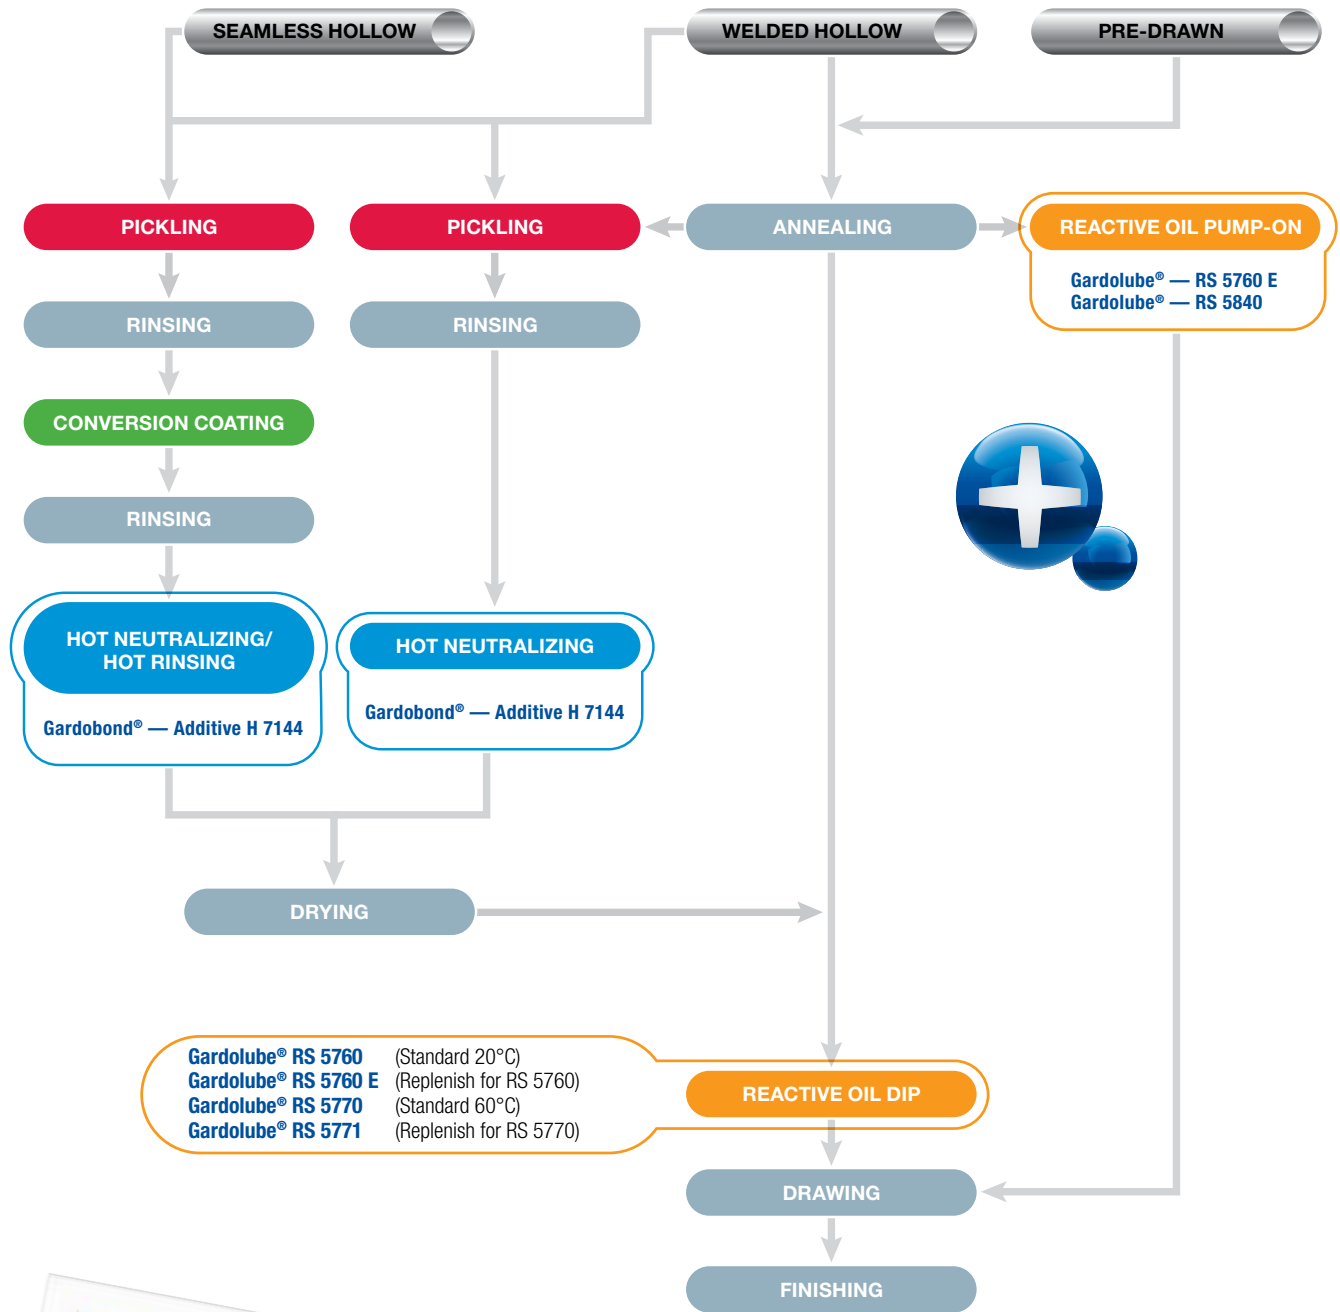 SEAMLESS HOLLOW
WELDED HOLLOW
PRE-DRAWN
PICKLING
PICKLING
ANNEALING
REACTIVE OIL PUMP-ON
Gardolube® — RS 5760 E
Gardolube® — RS 5840
RINSING
RINSING
CONVERSION COATING
RINSING
HOT NEUTRALIZING/
HOT RINSING
Gardobond® — Additive H 7144
HOT NEUTRALIZING
Gardobond® — Additive H 7144
DRYING
Gardolube® RS 5760 (Standard 20°C)
Gardolube® RS 5760 E (Replenish for RS 5760)
Gardolube® RS 5770 (Standard 60°C)
Gardolube® RS 5771 (Replenish for RS 5770)
REACTIVE OIL DIP
DRAWING
FINISHING